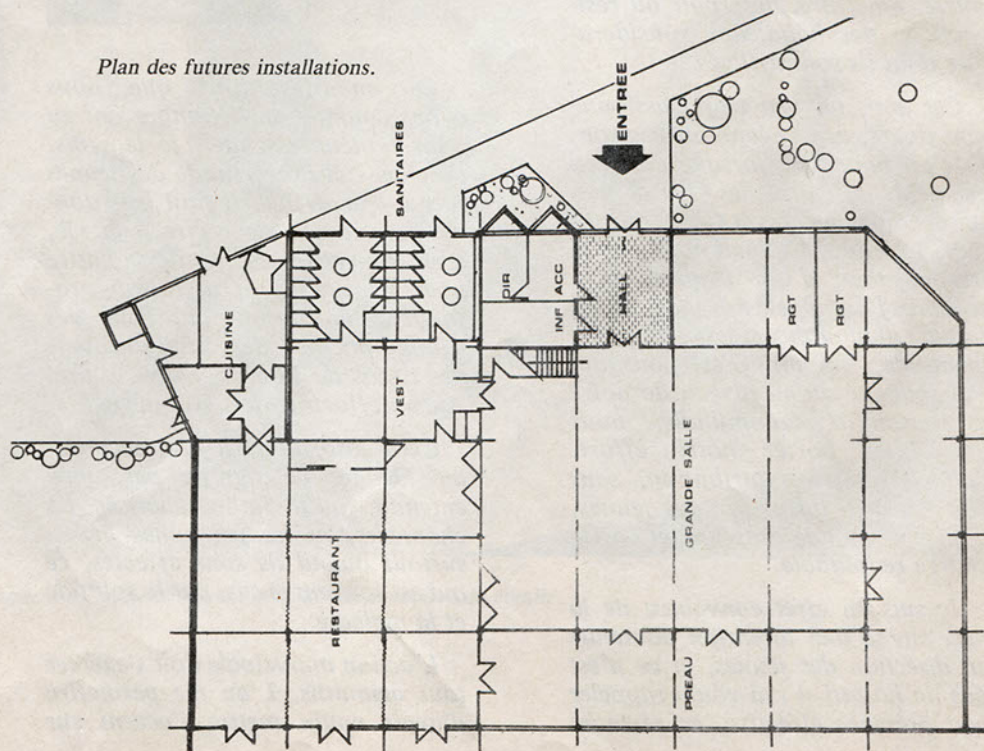 Plan des futures installations.
ENTREE
SANITAIRES
DIR
ACC
HALL
INF
RGT
RGT
CUISINE
VEST
GRANDE SALLE
RESTAURANT
PREAU